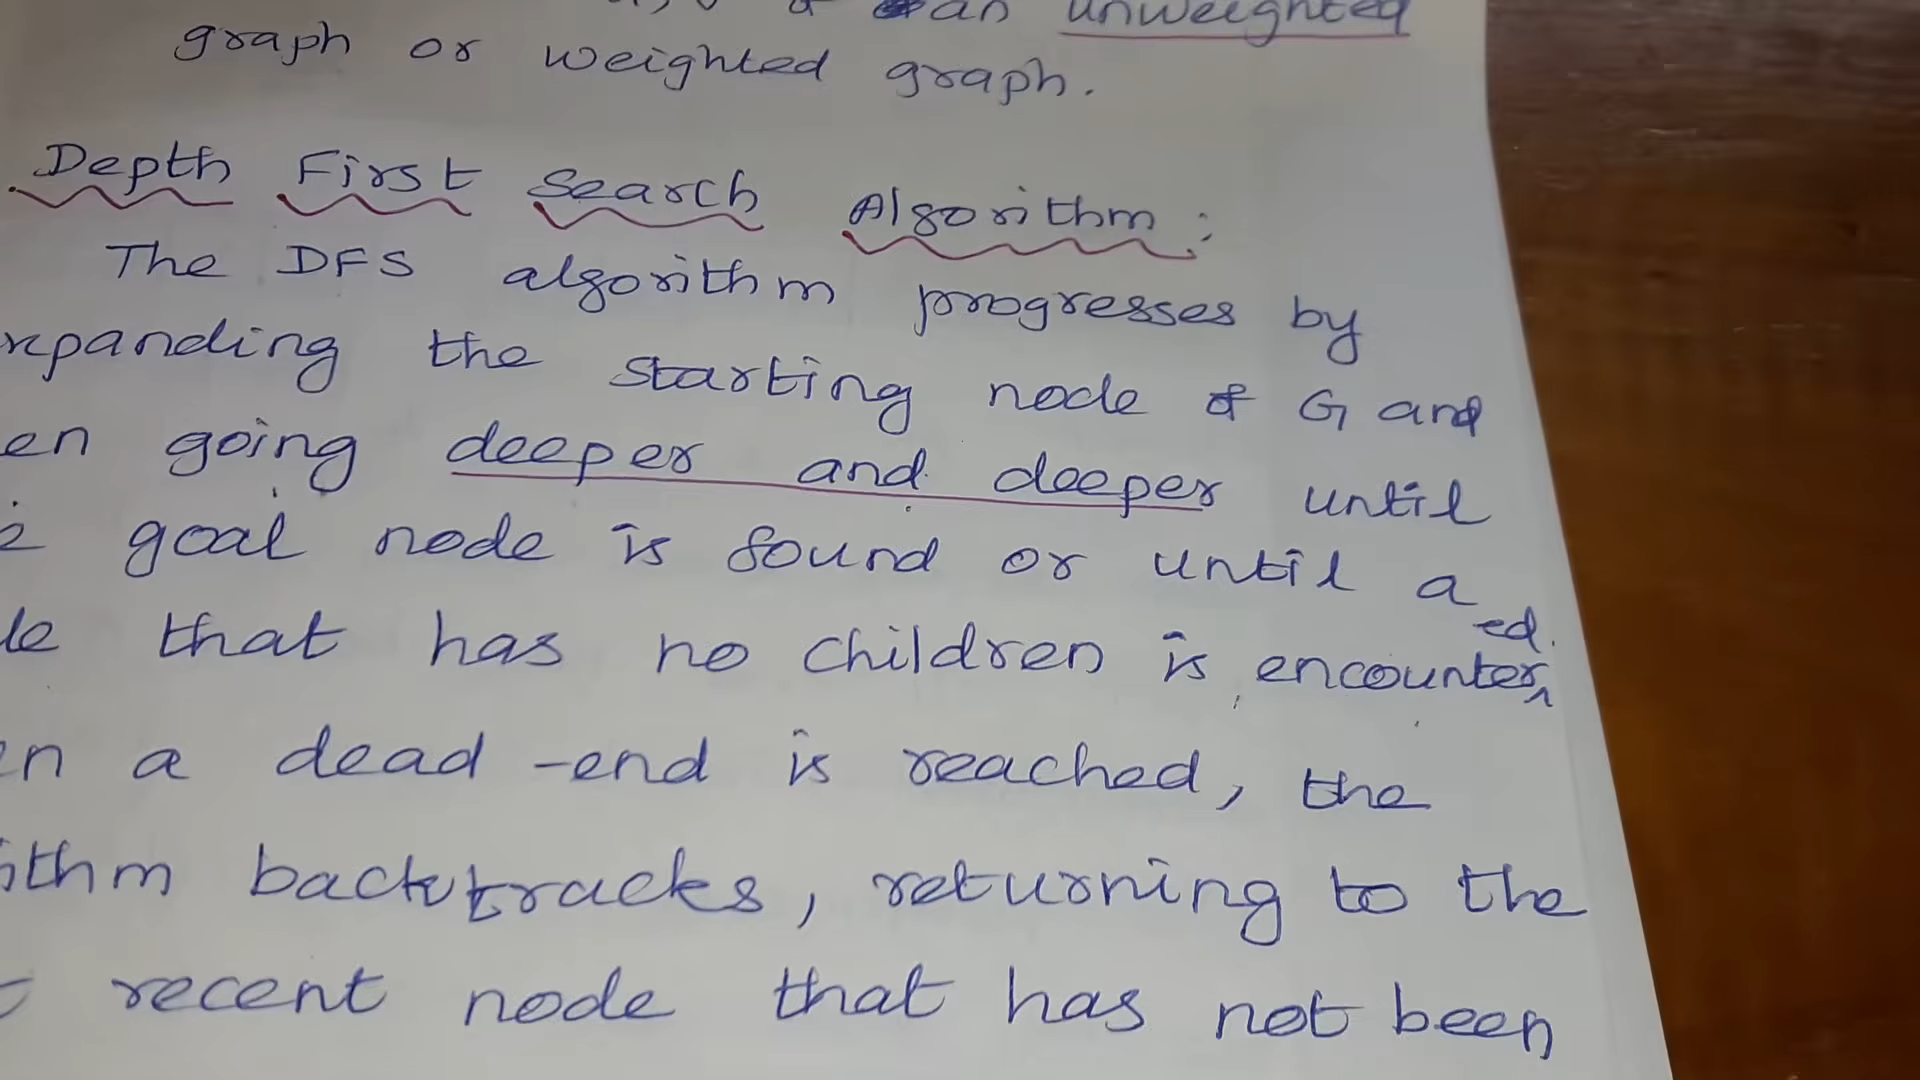 an unweighted
graph or weighted graph.
Depth First Search Algorithm:
The DFS algorithm progresses by
xpanding the starting node of G and
en going deeper and deeper until
goal node is found or until a
de that has no children is encountered.
en a dead-end is reached, the
ithm backtracks, returning to the
recent node that has not been